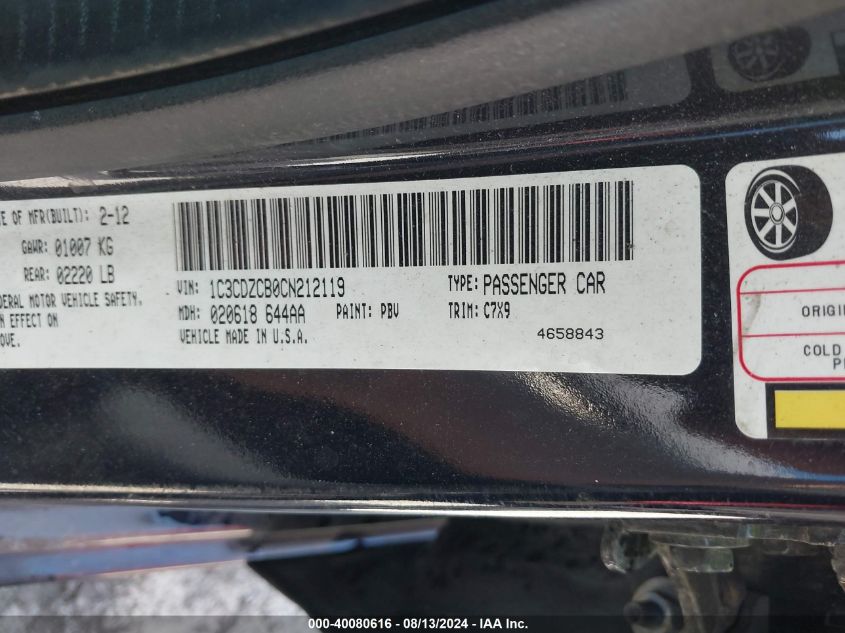 E OF MFR(BUILT): 2-12
GAWR: 01007 KG
REAR: 02220 LB
DERAL MOTOR VEHICLE SAFETY.
N EFFECT ON
OVE.
VIN: 1C3CDZCB0CN212119
TYPE: PASSENGER CAR
MDH: 020618 644AA
PAINT: PBV
TRIM: C7X9
VEHICLE MADE IN U.S.A.
4658843
ORIGI
COLD
P
000-40080616 - 08/13/2024 - IAA Inc.